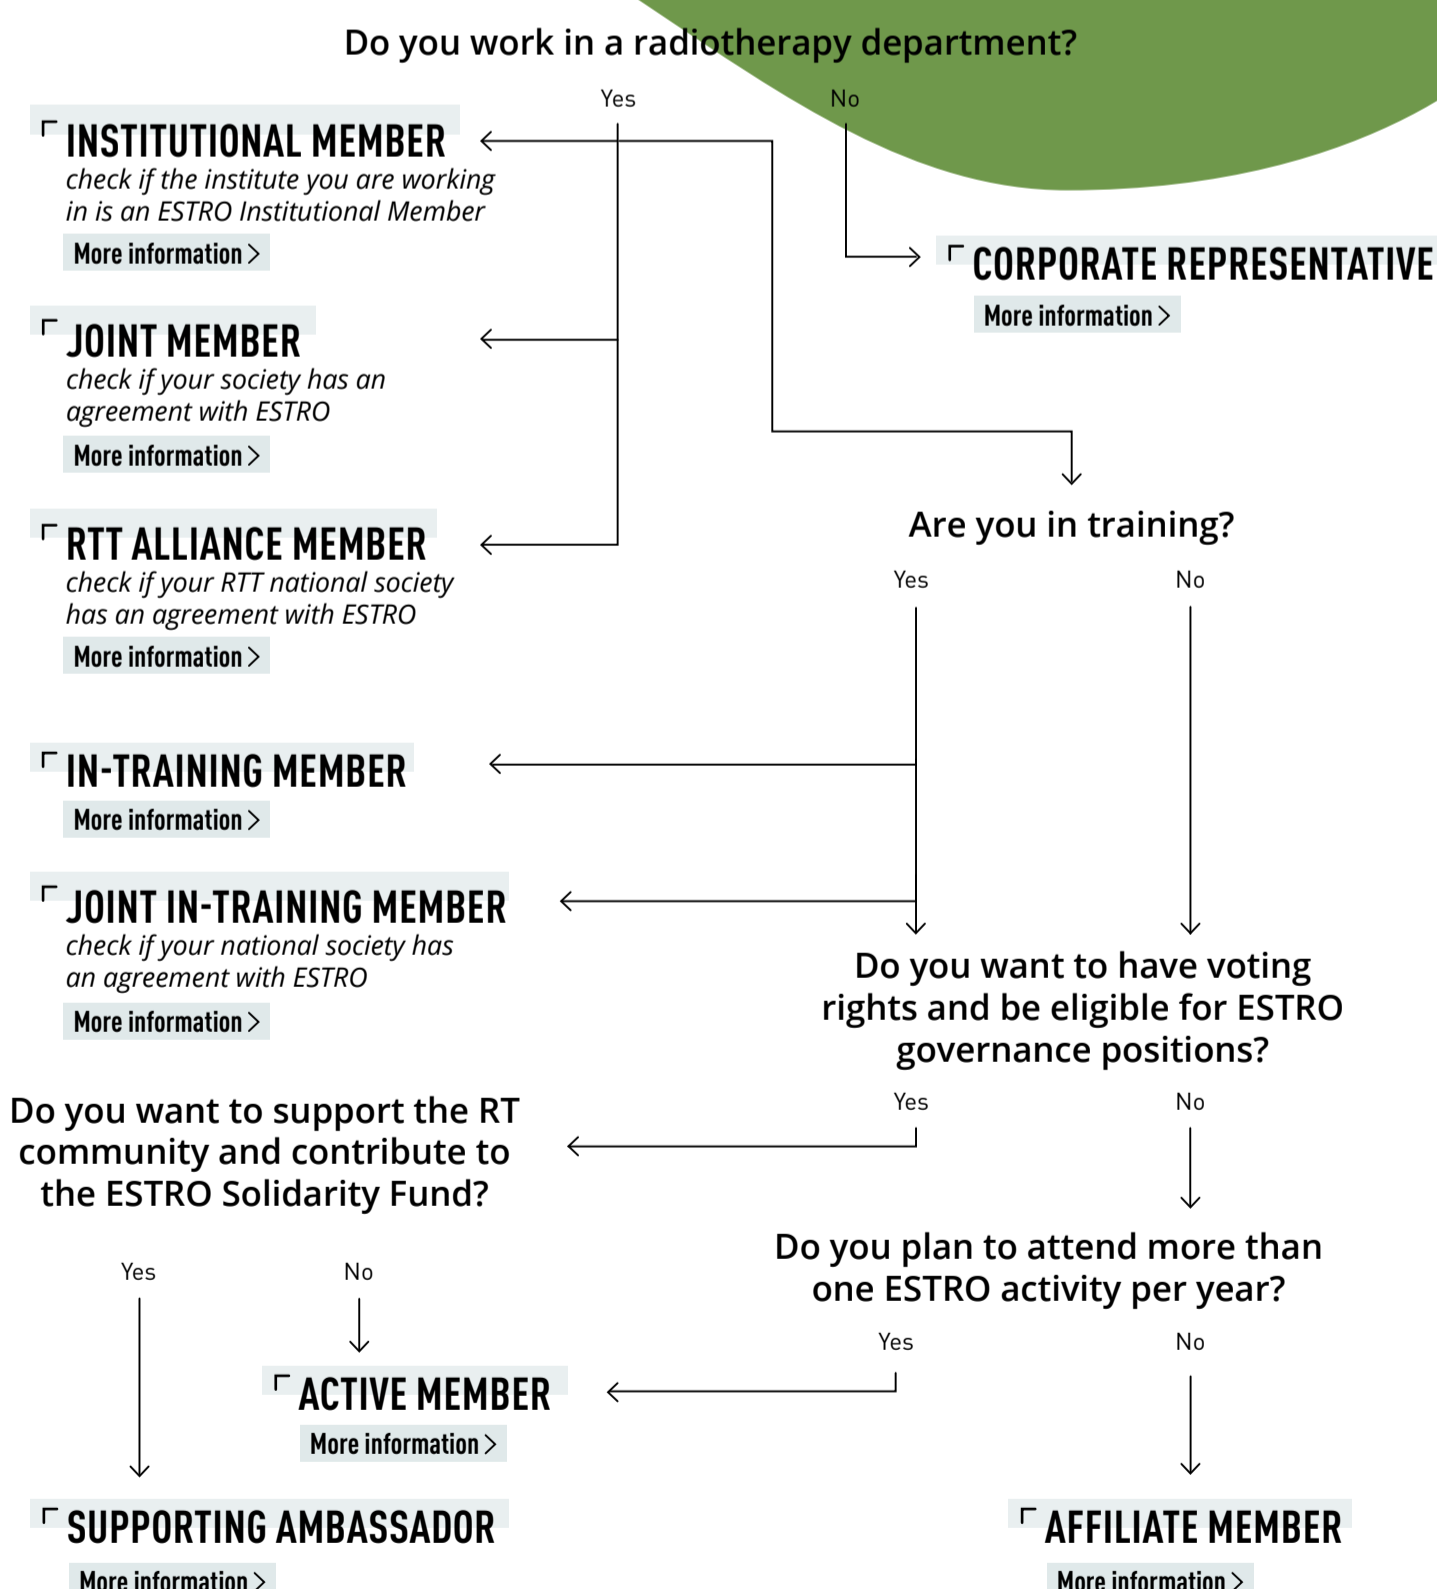 Do you work in a radiotherapy department?
Yes
No
INSTITUTIONAL MEMBER
check if the institute you are working
in is an ESTRO Institutional Member
More information >
CORPORATE REPRESENTATIVE
More information >
JOINT MEMBER
check if your society has an
agreement with ESTRO
More information >
RTT ALLIANCE MEMBER
check if your RTT national society
has an agreement with ESTRO
More information >
Are you in training?
Yes
No
IN-TRAINING MEMBER
More information >
JOINT IN-TRAINING MEMBER
check if your national society has
an agreement with ESTRO
More information >
Do you want to have voting
rights and be eligible for ESTRO
governance positions?
Yes
No
Do you want to support the RT
community and contribute to
the ESTRO Solidarity Fund?
Yes
No
Do you plan to attend more than
one ESTRO activity per year?
Yes
No
ACTIVE MEMBER
More information >
SUPPORTING AMBASSADOR
More information >
AFFILIATE MEMBER
More information >